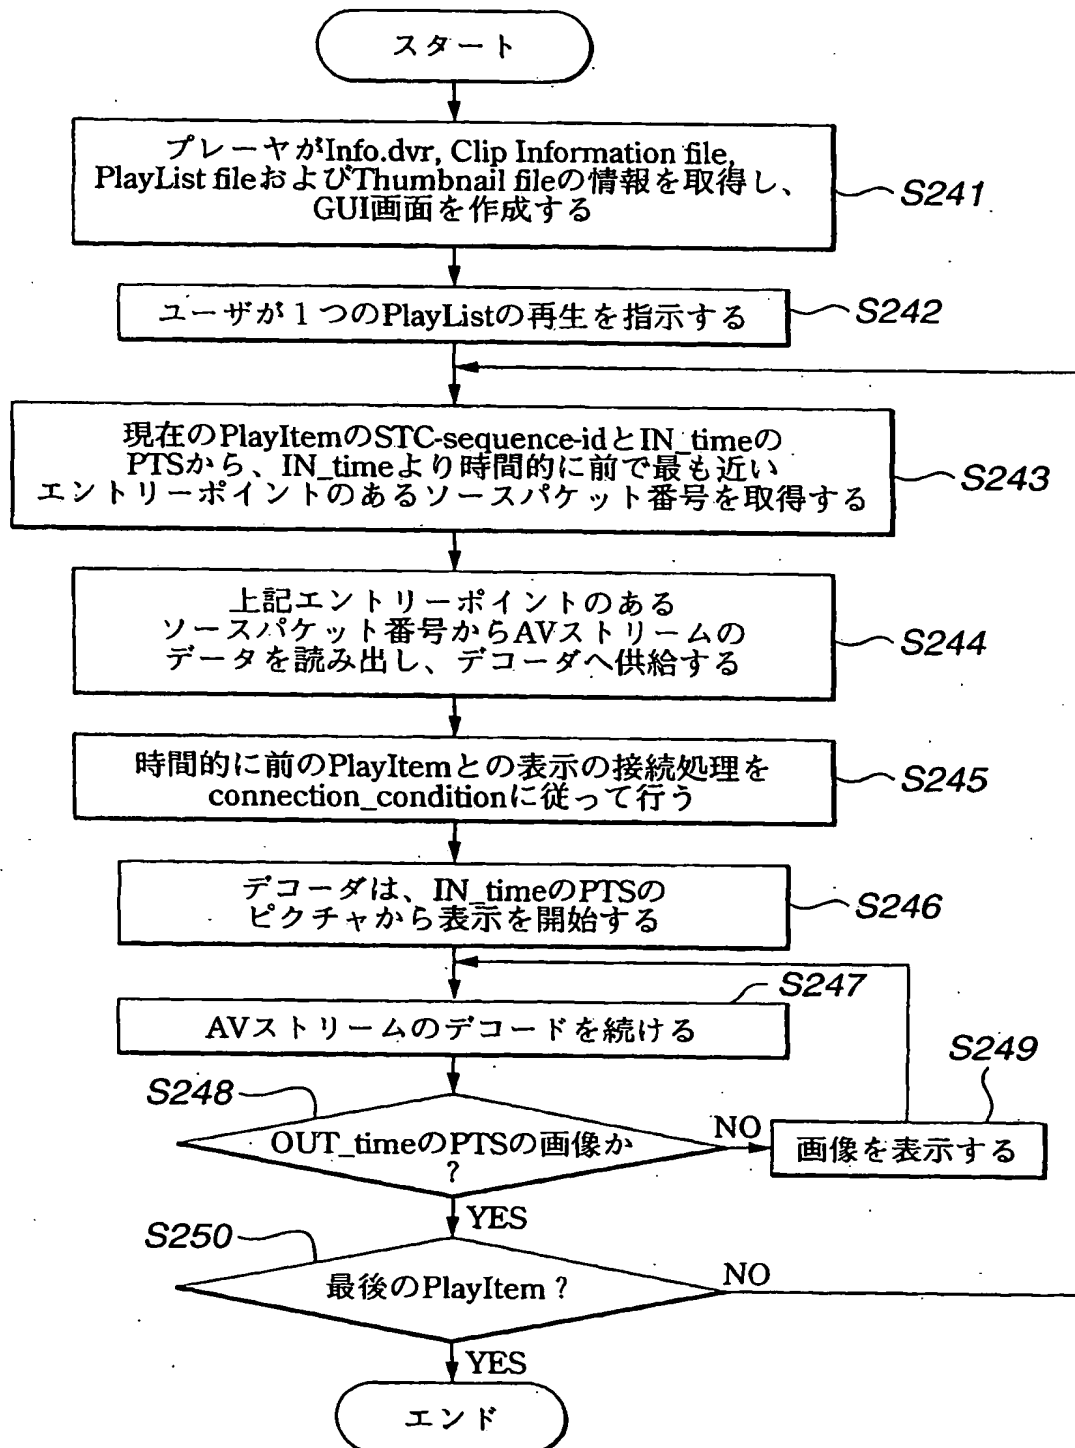 スタート
プレーヤがInfo.dvr, Clip Information file,
PlayList fileおよびThumbnail fileの情報を取得し、
GUI画面を作成する
S241
ユーザが１つのPlayListの再生を指示する
S242
現在のPlayItemのSTC-sequence-idとIN_timeの
PTSから、IN_timeより時間的に前で最も近い
エントリーポイントのあるソースパケット番号を取得する
S243
上記エントリーポイントのある
ソースパケット番号からAVストリームの
データを読み出し、デコーダへ供給する
S244
時間的に前のPlayItemとの表示の接続処理を
connection_conditionに従って行う
S245
デコーダは、IN_timeのPTSの
ピクチャから表示を開始する
S246
S247
AVストリームのデコードを続ける
S248
OUT_timeのPTSの画像か
?
NO
S249
画像を表示する
YES
S250
最後のPlayItem？
NO
YES
エンド